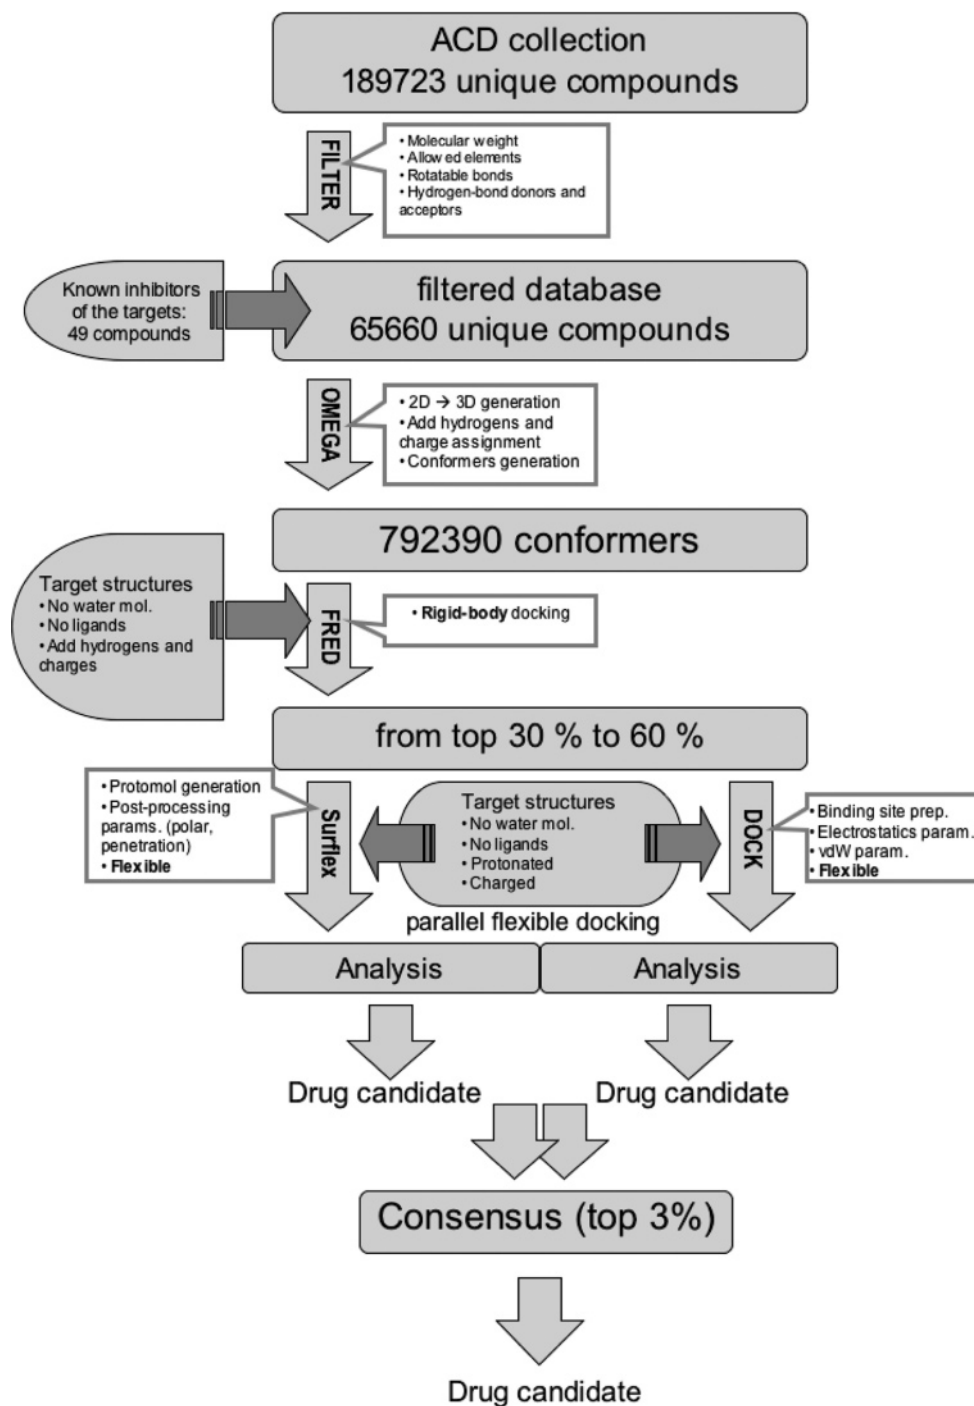 ACD collection
189723 unique compounds
FILTER
• Molecular weight
• Allowed elements
• Rotatable bonds
• Hydrogen-bond donors and
acceptors
Known inhibitors
of the targets:
49 compounds
filtered database
65660 unique compounds
OMEGA
• 2D → 3D generation
• Add hydrogens and
charge assignment
• Conformers generation
792390 conformers
Target structures
• No water mol.
• No ligands
• Add hydrogens and
charges
FRED
• Rigid-body docking
from top 30 % to 60 %
• Protomol generation
• Post-processing
params. (polar,
penetration)
• Flexible
Surflex
Target structures
• No water mol.
• No ligands
• Protonated
• Charged
DOCK
• Binding site prep.
• Electrostatics param.
• vdW param.
• Flexible
parallel flexible docking
Analysis
Analysis
Drug candidate
Drug candidate
Consensus (top 3%)
Drug candidate